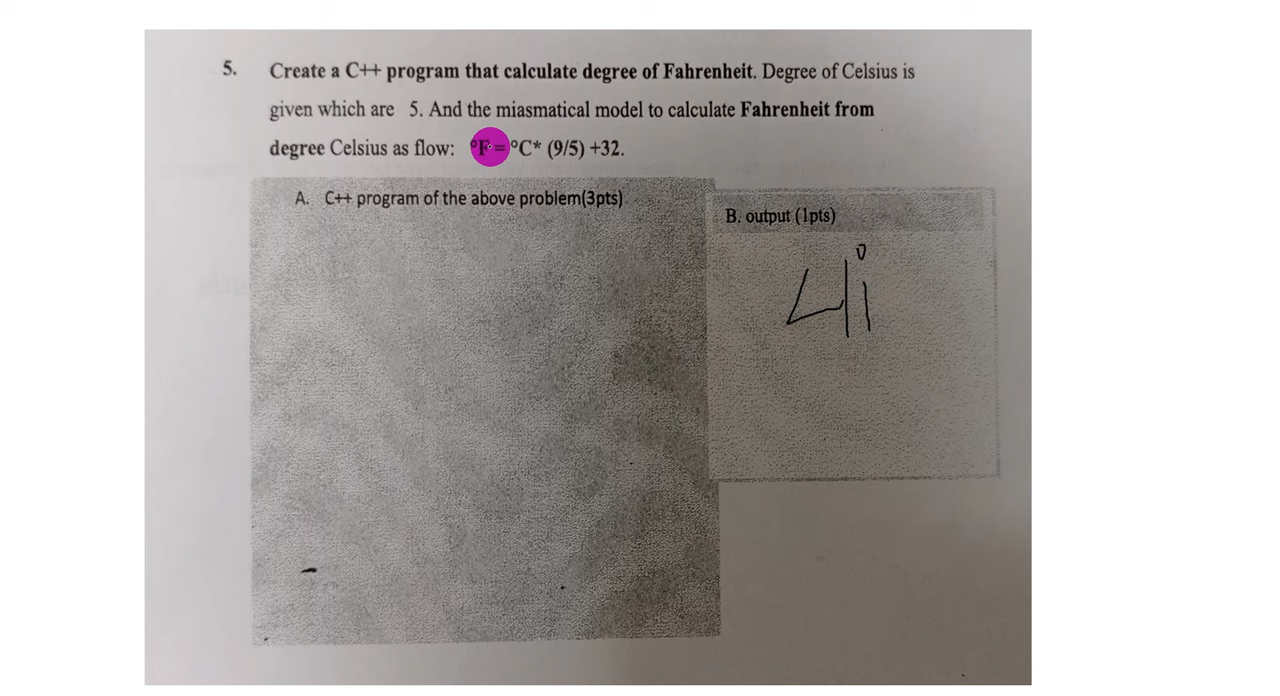 5. Create a C++ program that calculate degree of Fahrenheit. Degree of Celsius is
given which are 5. And the miasmatical model to calculate Fahrenheit from
degree Celsius as flow: °F = °C* (9/5) +32.
A. C++ program of the above problem(3pts)
B. output (1pts)
41°